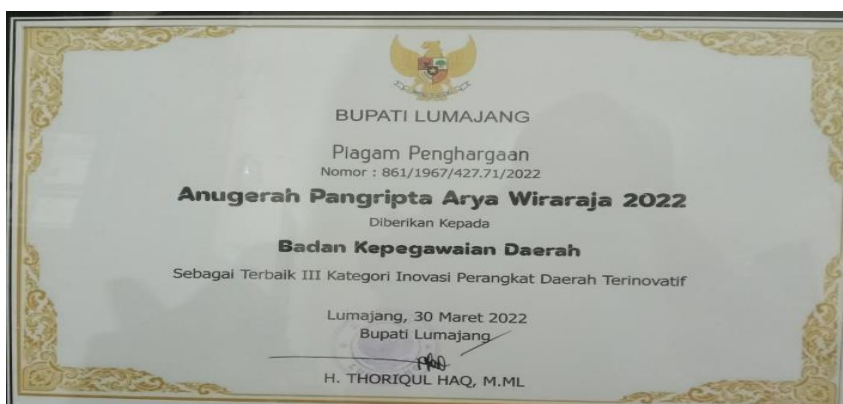 BUPATI LUMAJANG
Piagam Penghargaan
Nomor : 861/1967/427.71/2022
Anugerah Pangripta Arya Wiraraja 2022
Diberikan Kepada
Badan Kepegawaian Daerah
Sebagai Terbaik III Kategori Inovasi Perangkat Daerah Terinovatif
Lumajang, 30 Maret 2022
Bupati Lumajang
H. THORIQUL HAQ, M.ML